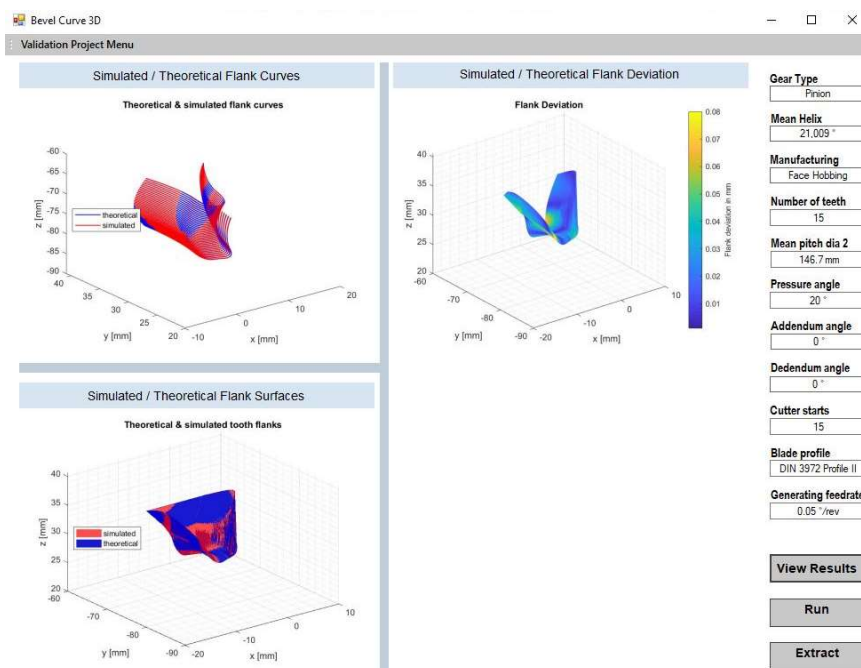 Bevel Curve 3D
Validation Project Menu
Simulated / Theoretical Flank Curves
Theoretical & simulated flank curves
-60
-65
-70
-75
-80
-85
-90
z [mm]
theoretical
simulated
40
35
30
25
20
y [mm]
-10
0
10
20
x [mm]
Simulated / Theoretical Flank Deviation
Flank Deviation
40
35
30
25
20
z [mm]
-60
-70
-80
-90
y [mm]
-20
-10
0
10
x [mm]
0.08
0.07
0.06
0.05
0.04
0.03
0.02
0.01
Flank deviation in mm
Simulated / Theoretical Flank Surfaces
Theoretical & simulated tooth flanks
40
35
30
25
20
z [mm]
simulated
theoretical
-60
-70
-80
-90
y [mm]
-20
-10
0
10
x [mm]
Gear Type
Pinion
Mean Helix
21,009 °
Manufacturing
Face Hobbing
Number of teeth
15
Mean pitch dia 2
146.7 mm
Pressure angle
20 °
Addendum angle
0 °
Dedendum angle
0 °
Cutter starts
15
Blade profile
DIN 3972 Profile II
Generating feedrate
0.05 °/rev
View Results
Run
Extract